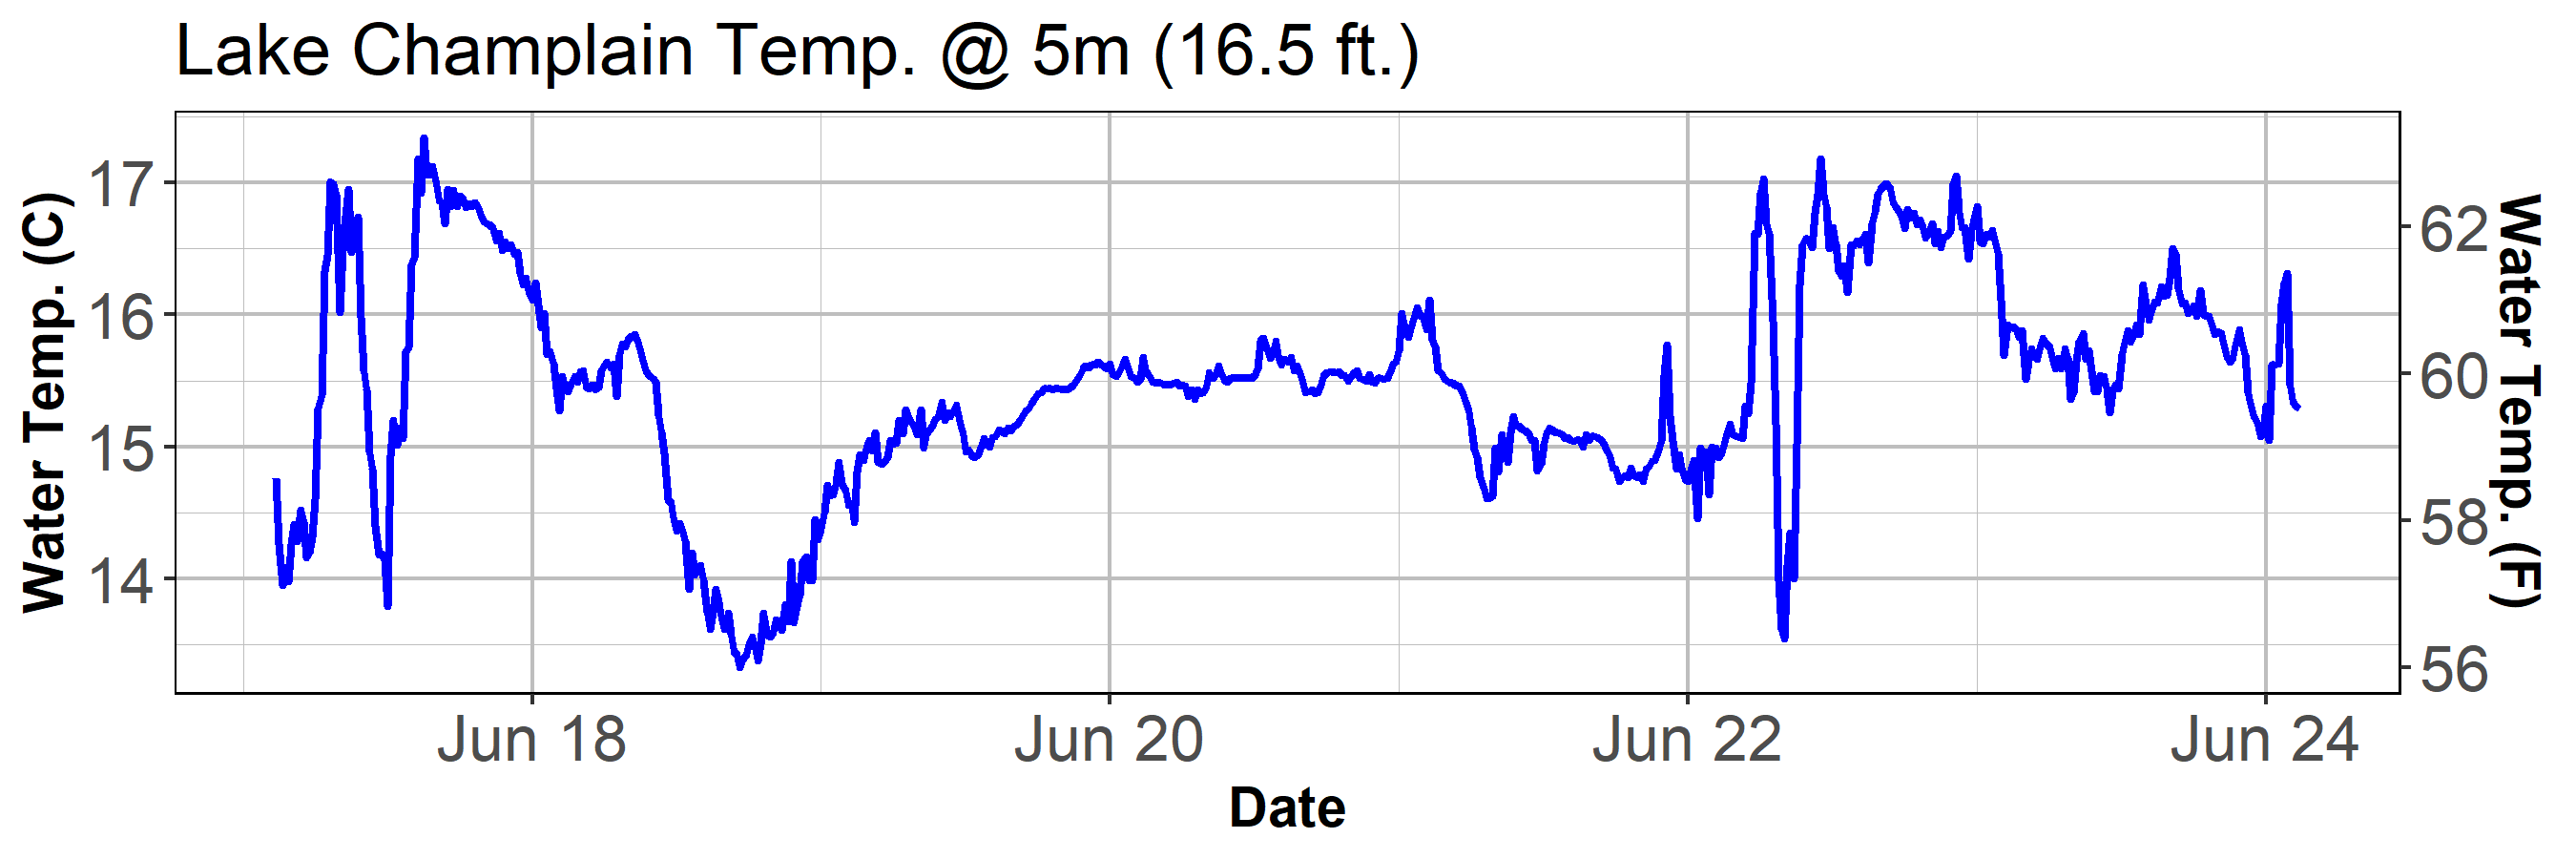 Lake Champlain Temp. @ 5m (16.5 ft.)
Water Temp. (C)
17
16
15
14
62
60
58
56
Water Temp. (F)
Jun 18 Jun 20 Jun 22 Jun 24
Date